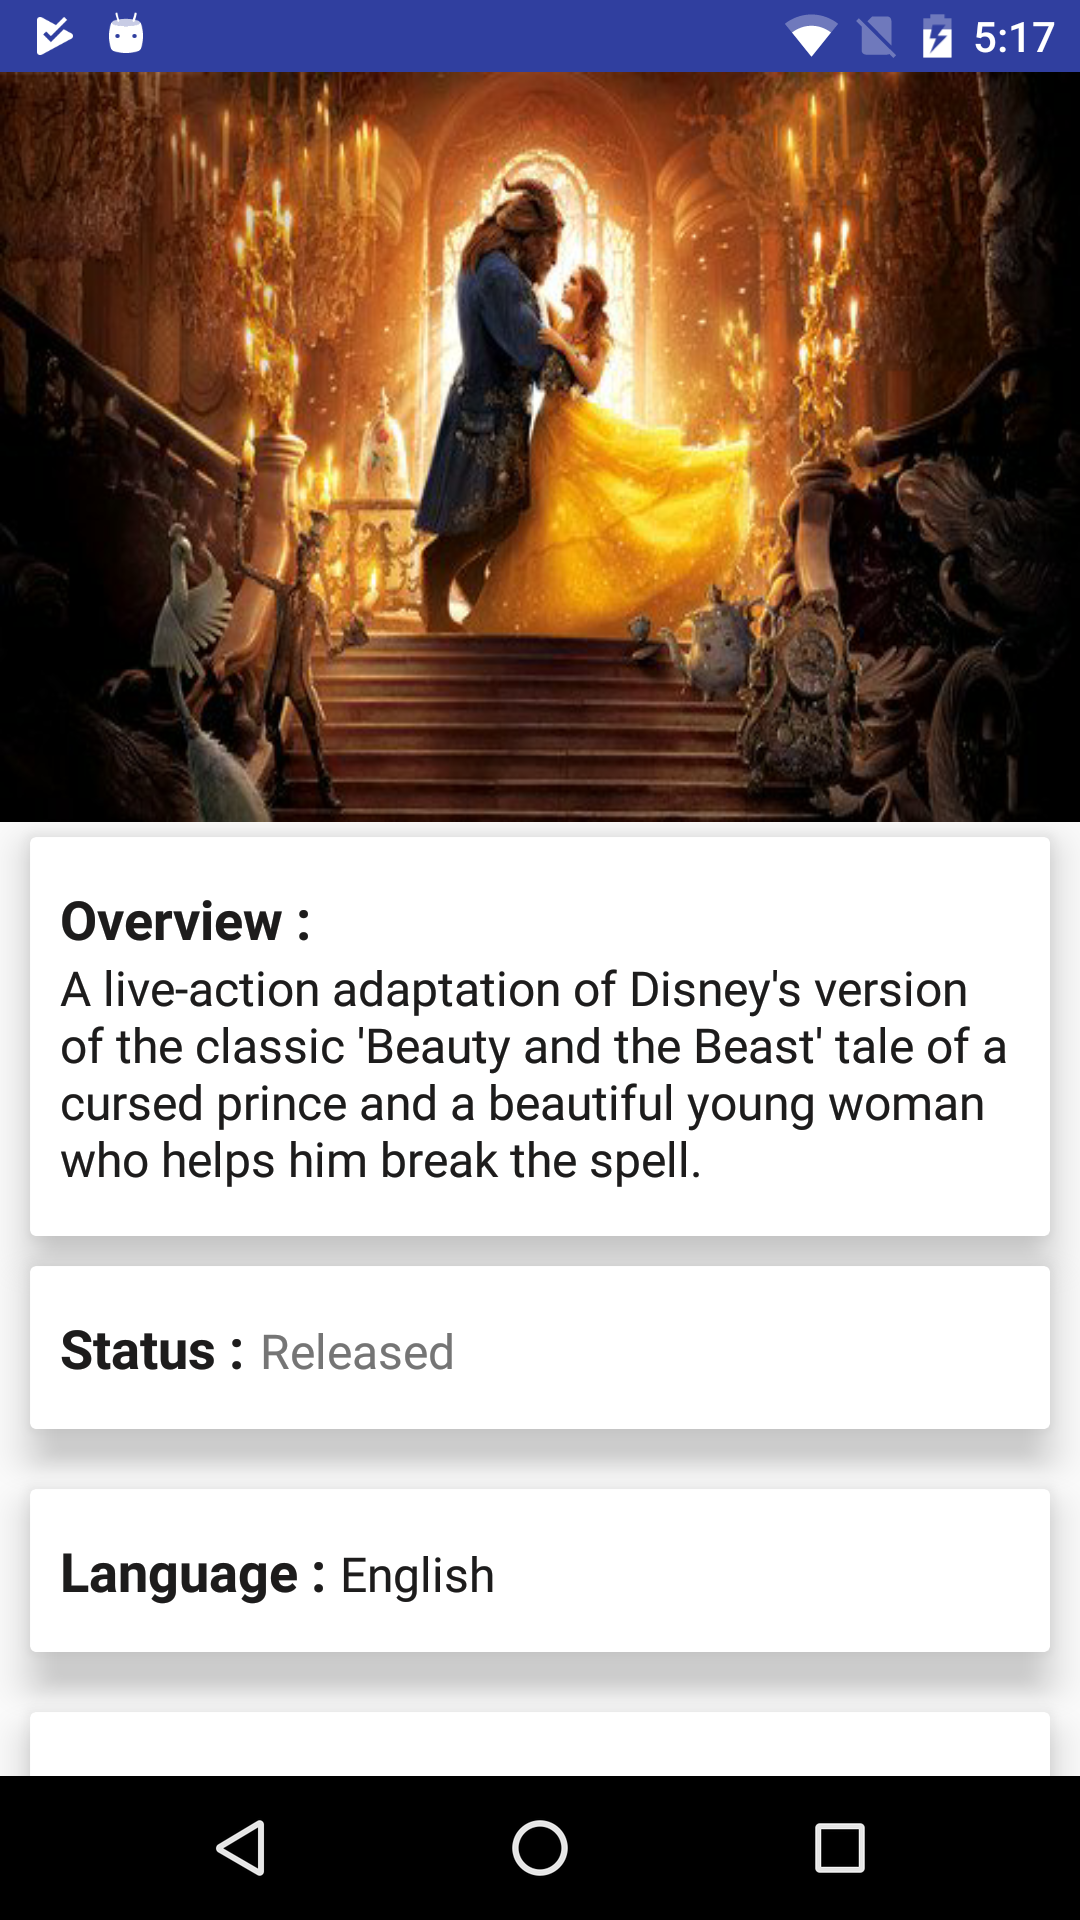 5:17
Overview :
A live-action adaptation of Disney's version
of the classic 'Beauty and the Beast' tale of a
cursed prince and a beautiful young woman
who helps him break the spell.
Status : Released
Language : English